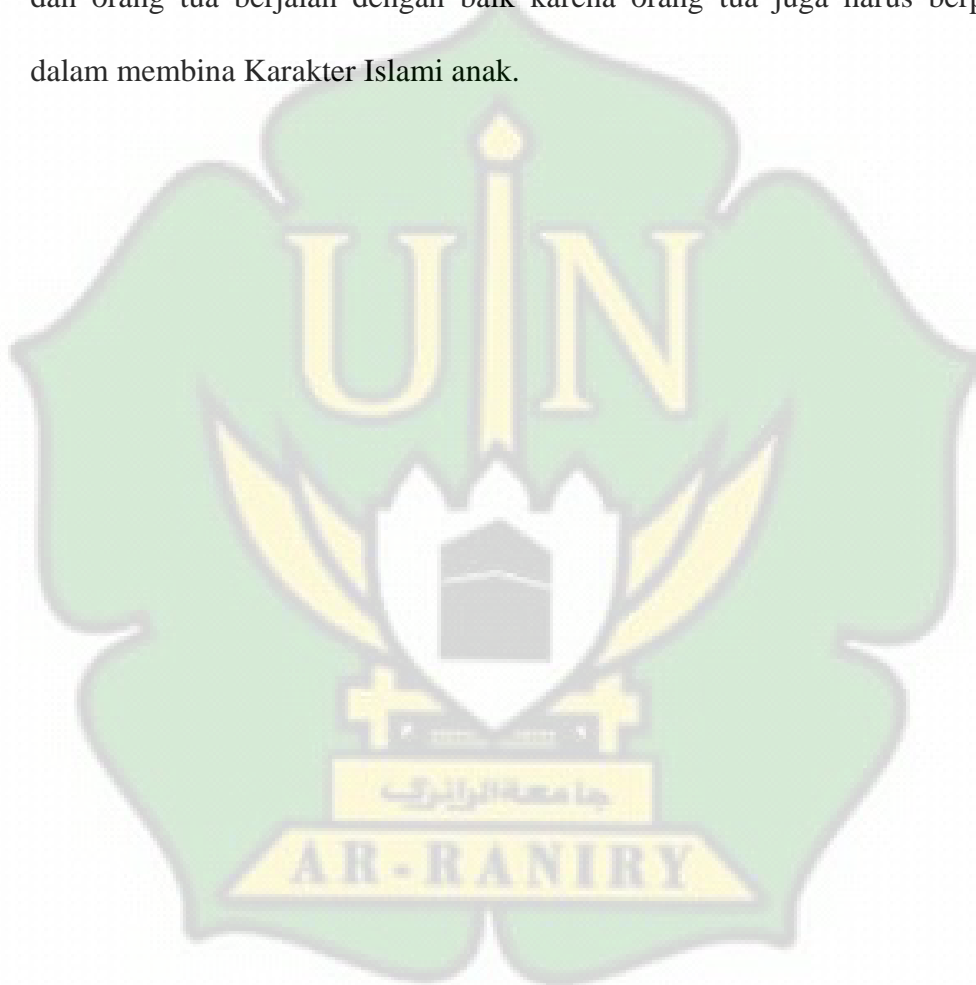 dan orang tua berjalan dengan baik karena orang tua juga harus
dalam membina Karakter Islami anak.
UIN
جامعة الرانري
AR-RANIRY